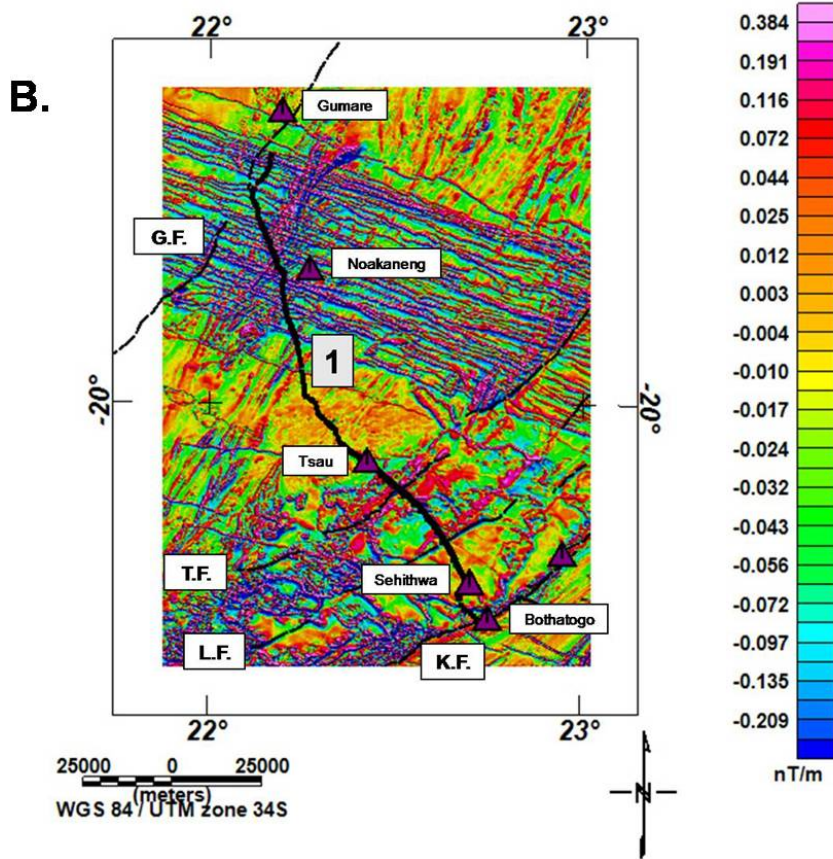 B.
22°
23°
Gumare
G.F.
Noakaneng
1
-20°
-20°
Tsau
T.F.
Sehithwa
Bothatogo
L.F.
K.F.
22°
23°
25000 0 25000
(meters)
WGS 84 / UTM zone 34S
N
0.384
0.191
0.116
0.072
0.044
0.025
0.012
0.003
-0.004
-0.010
-0.017
-0.024
-0.032
-0.043
-0.056
-0.072
-0.097
-0.135
-0.209
nT/m